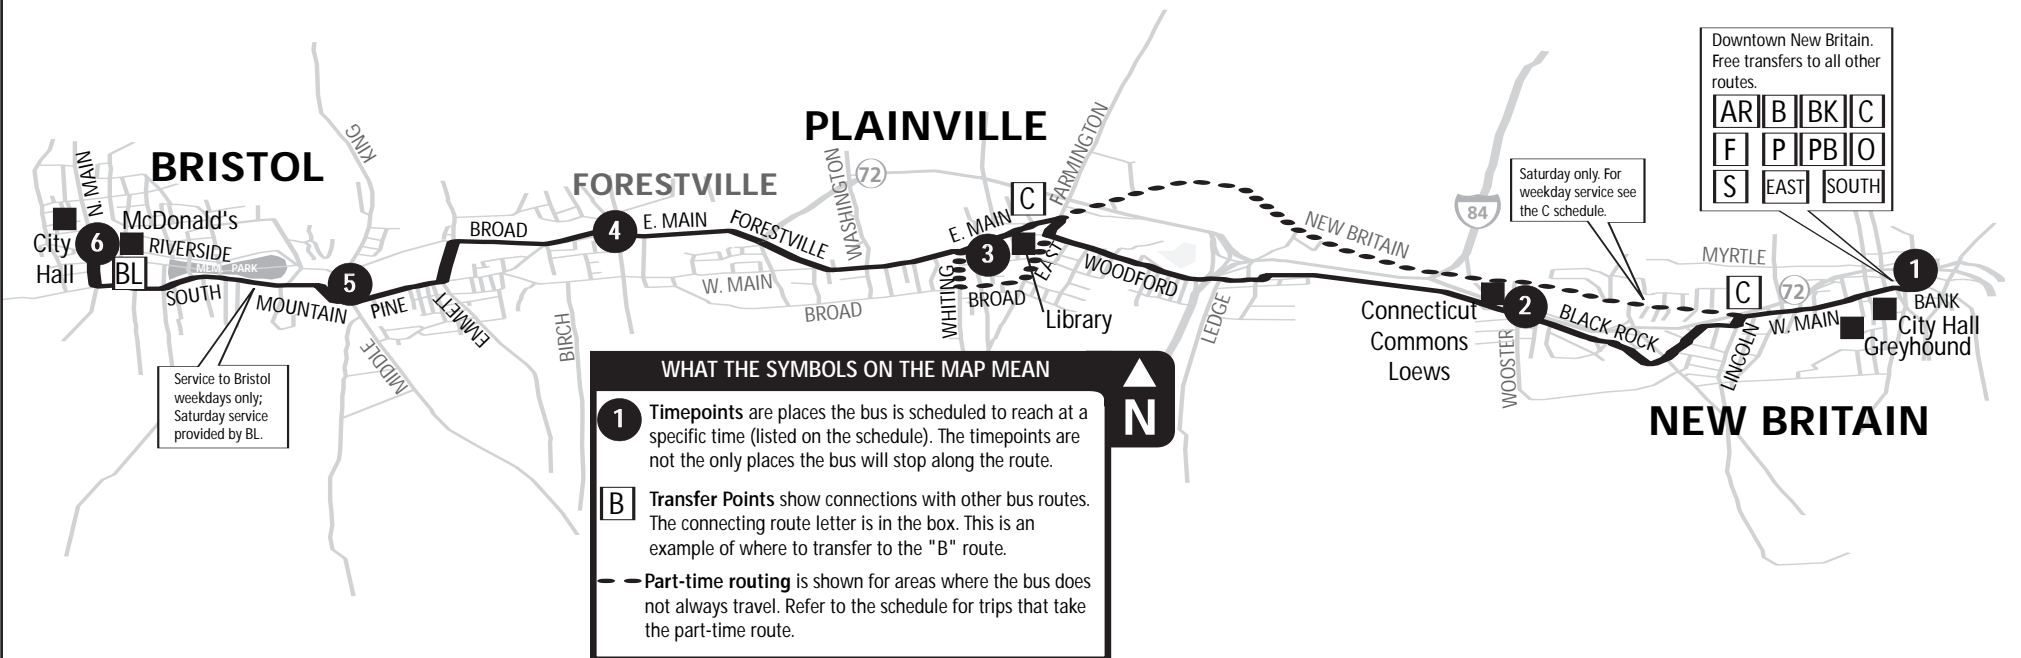 Downtown New Britain.
Free transfers to all other
routes.
AR B BK C
F P PB O
S EAST SOUTH
PLAINVILLE
BRISTOL
FORESTVILLE
NEW BRITAIN
KING
N. MAIN
McDonald's
City
Hall
6
RIVERSIDE
BL
MEM. PARK
SOUTH
MOUNTAIN
5
PINE
MIDDLE
EMMETT
BROAD
BIRCH
4
E. MAIN
FORESTVILLE
WASHINGTON
72
W. MAIN
BROAD
E. MAIN
C
FARMINGTON
3
WHITING
BROAD
EAST
Library
WOODFORD
LEDGE
NEW BRITAIN
84
Saturday only. For
weekday service see
the C schedule.
Connecticut
Commons
Loews
2
WOOSTER
BLACK ROCK
LINCOLN
C
MYRTLE
72
W. MAIN
1
BANK
City Hall
Greyhound
Service to Bristol
weekdays only;
Saturday service
provided by BL.
WHAT THE SYMBOLS ON THE MAP MEAN
N
1
Timepoints are places the bus is scheduled to reach at a
specific time (listed on the schedule). The timepoints are
not the only places the bus will stop along the route.
B
Transfer Points show connections with other bus routes.
The connecting route letter is in the box. This is an
example of where to transfer to the "B" route.
Part-time routing is shown for areas where the bus does
not always travel. Refer to the schedule for trips that take
the part-time route.